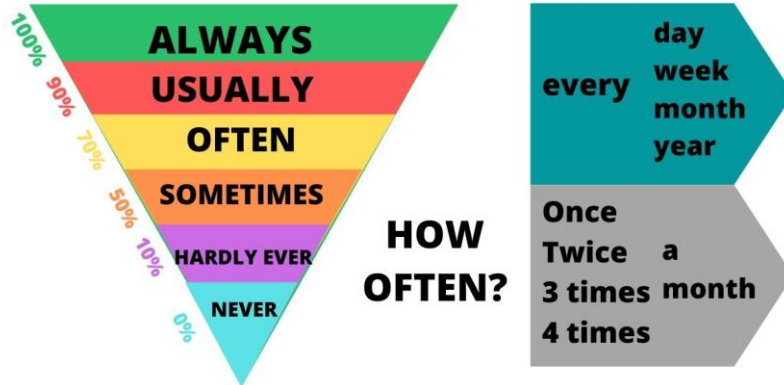 100%
ALWAYS
90%
USUALLY
70%
OFTEN
50%
SOMETIMES
10%
HARDLY EVER
0%
NEVER
HOW
OFTEN?
every
day
week
month
year
Once
Twice
3 times
4 times
a
month